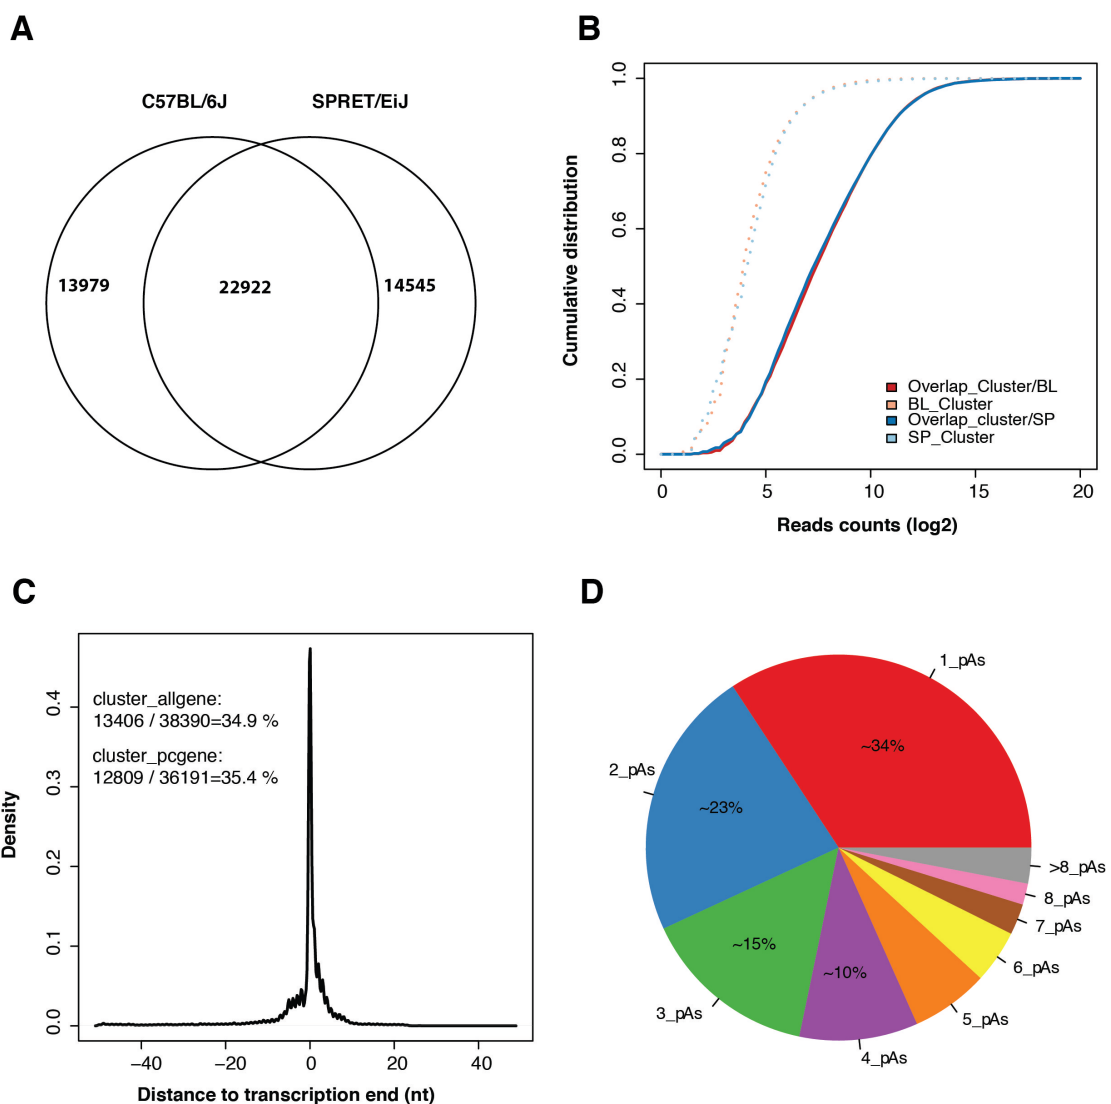 A
C57BL/6J
SPRET/EiJ
13979
22922
14545
B
Cumulative distribution
1.0
0.8
0.6
0.4
0.2
0.0
Overlap_Cluster/BL
BL_Cluster
Overlap_cluster/SP
SP_Cluster
0 5 10 15 20
Reads counts (log2)
C
Density
0.4
0.3
0.2
0.1
0.0
cluster_allgene:
13406 / 38390=34.9 %
cluster_pcgene:
12809 / 36191=35.4 %
−40 −20 0 20 40
Distance to transcription end (nt)
D
1_pAs
~34%
2_pAs
~23%
3_pAs
~15%
4_pAs
~10%
5_pAs
6_pAs
7_pAs
8_pAs
>8_pAs